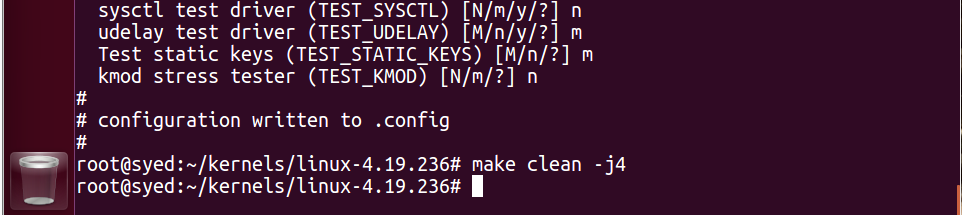 sysctl test driver (TEST_SYSCTL) [N/m/y/?] n
udelay test driver (TEST_UDELAY) [M/n/y/?] m
Test static keys (TEST_STATIC_KEYS) [M/n/?] m
kmod stress tester (TEST_KMOD) [N/m/?] n
#
# configuration written to .config
#
root@syed:~/kernels/linux-4.19.236# make clean -j4
root@syed:~/kernels/linux-4.19.236#